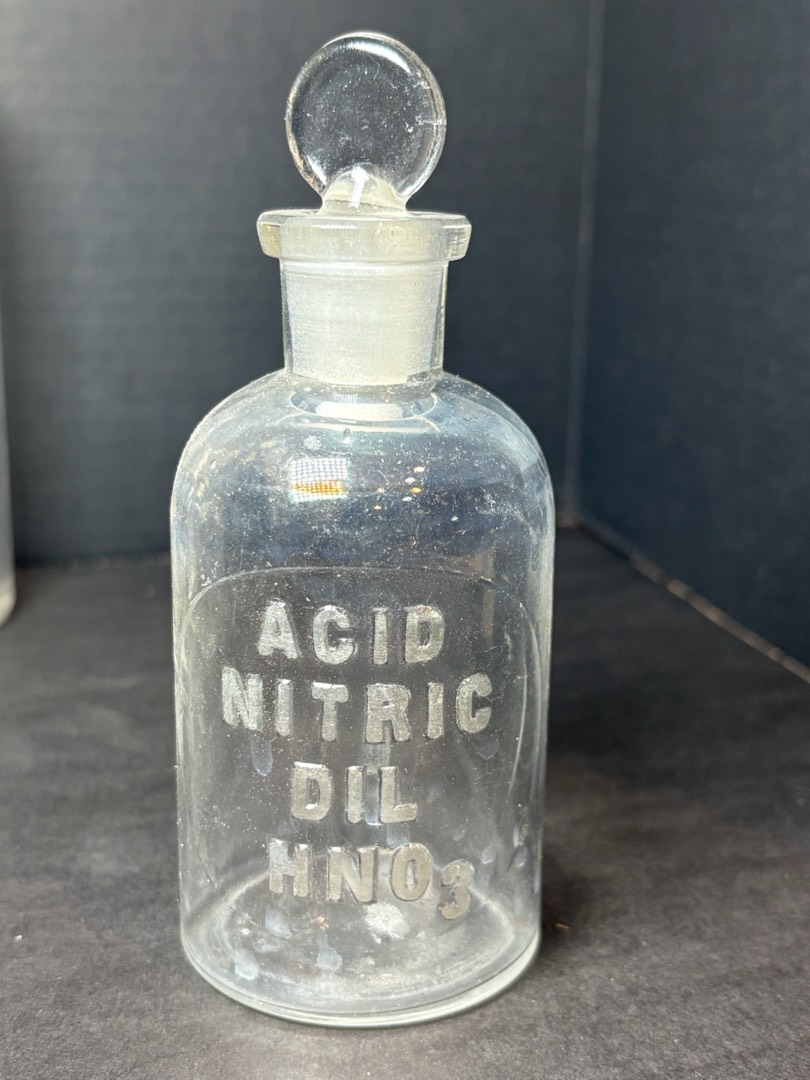 ACID
NITRIC
DIL
HNO₃